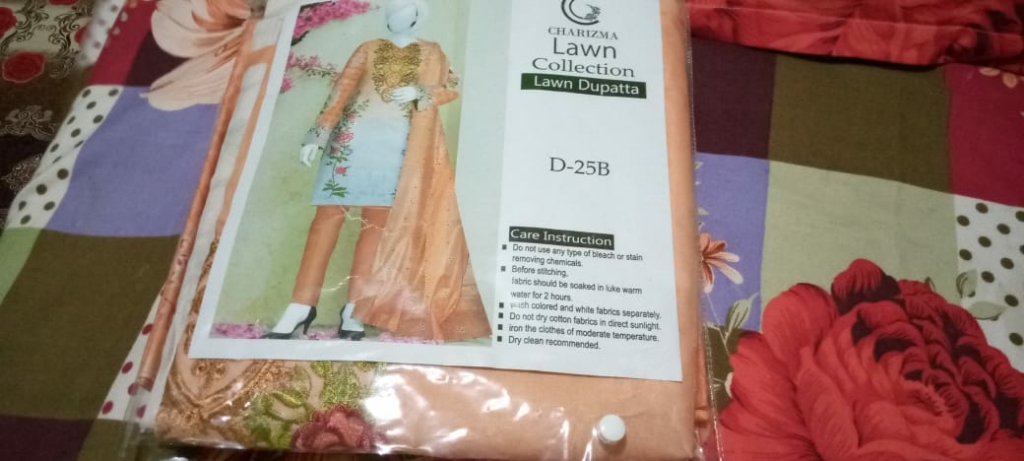 CHARIZMA
Lawn
Collection
Lawn Dupatta
D-25B
Care Instruction
Do not use any type of bleach or stain
removing chemicals.
Before stitching,
fabric should be soaked in luke warm
water for 2 hours.
wash colored and white fabrics separately.
Do not dry cotton fabrics in direct sunlight.
iron the clothes of moderate temperature.
Dry clean recommended.